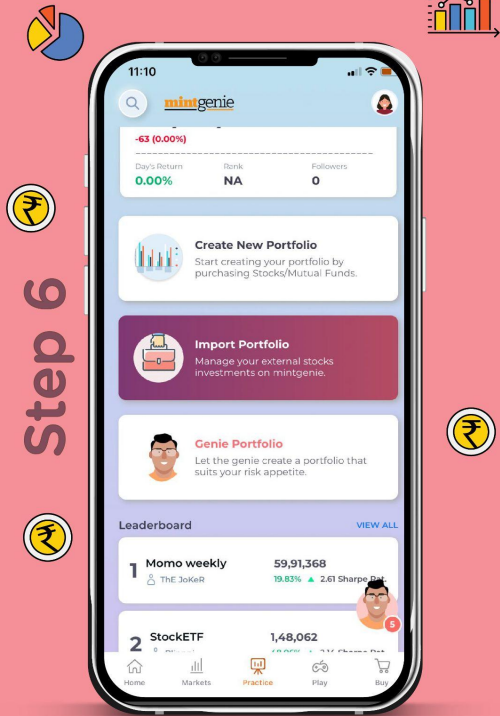 Step 6
11:10
mintgenie
-63 (0.00%)
Day's Return Rank Followers
0.00% NA 0
Create New Portfolio
Start creating your portfolio by
purchasing Stocks/Mutual Funds.
Import Portfolio
Manage your external stocks
investments on mintgenie.
Genie Portfolio
Let the genie create a portfolio that
suits your risk appetite.
Leaderboard VIEW ALL
1 Momo weekly 59,91,368
ThE JoKeR 19.83% ▲ 2.61 Sharpe Rat.
5
2 StockETF 1,48,062
Home Markets Practice Play Buy